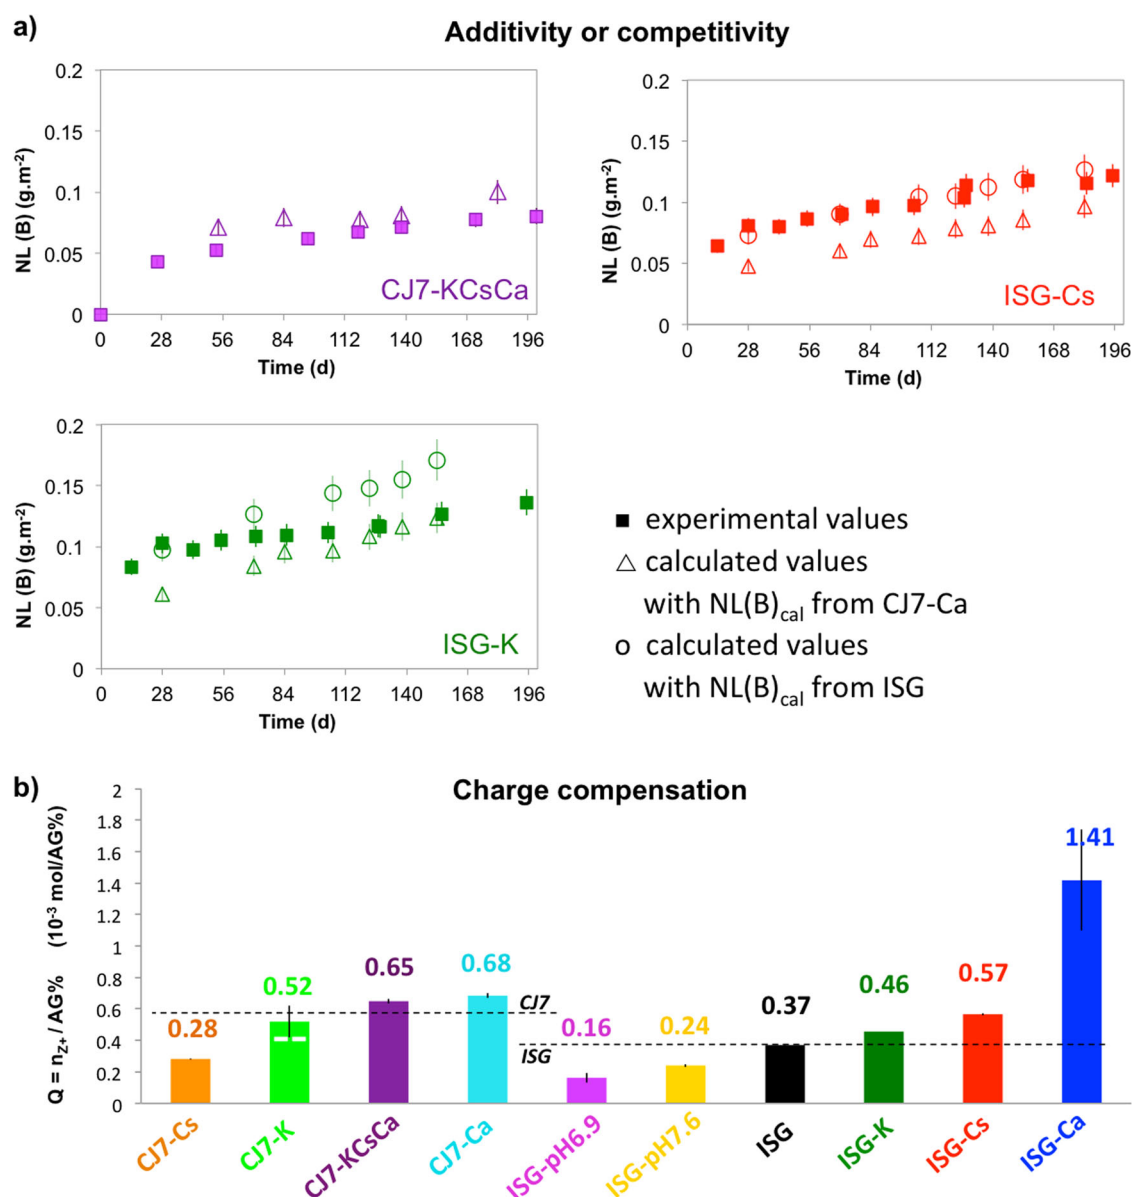 a)
Additivity or competitivity
0.2
0.15
0.1
0.05
0
NL (B) (g.m-2)
CJ7-KCsCa
0 28 56 84 112 140 168 196
Time (d)
0.2
0.15
0.1
0.05
0
NL (B) (g.m-2)
ISG-Cs
0 28 56 84 112 140 168 196
Time (d)
0.2
0.15
0.1
0.05
0
NL (B) (g.m-2)
ISG-K
0 28 56 84 112 140 168 196
Time (d)
experimental values
calculated values
with NL(B)cal from CJ7-Ca
calculated values
with NL(B)cal from ISG
b)
Charge compensation
Q = nZ+ / AG% (10-3 mol/AG%)
2
1.8
1.6
1.4
1.2
1
0.8
0.6
0.4
0.2
0
0.28
0.52
0.65
0.68
CJ7
ISG
0.16
0.24
0.37
0.46
0.57
1.41
CJ7-Cs
CJ7-K
CJ7-KCsCa
CJ7-Ca
ISG-pH6.9
ISG-pH7.6
ISG
ISG-K
ISG-Cs
ISG-Ca